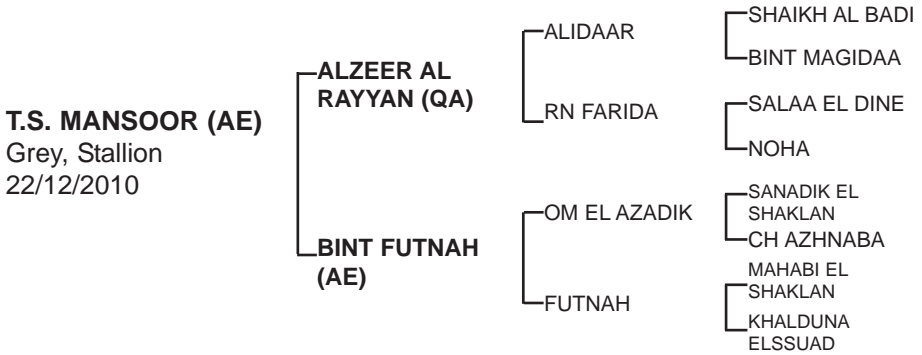 T.S. MANSOOR (AE)
Grey, Stallion
22/12/2010
ALZEER AL
RAYYAN (QA)
BINT FUTNAH
(AE)
ALIDAAR
RN FARIDA
OM EL AZADIK
FUTNAH
SHAIKH AL BADI
BINT MAGIDAA
SALAA EL DINE
NOHA
SANADIK EL
SHAKLAN
CH AZHNABA
MAHABI EL
SHAKLAN
KHALDUNA
ELSSUAD